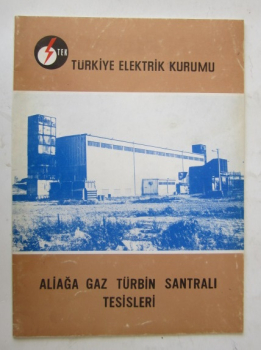 TEK
TÜRKİYE ELEKTRİK KURUMU
ALİAĞA GAZ TÜRBİN SANTRALI
TESİSLERİ